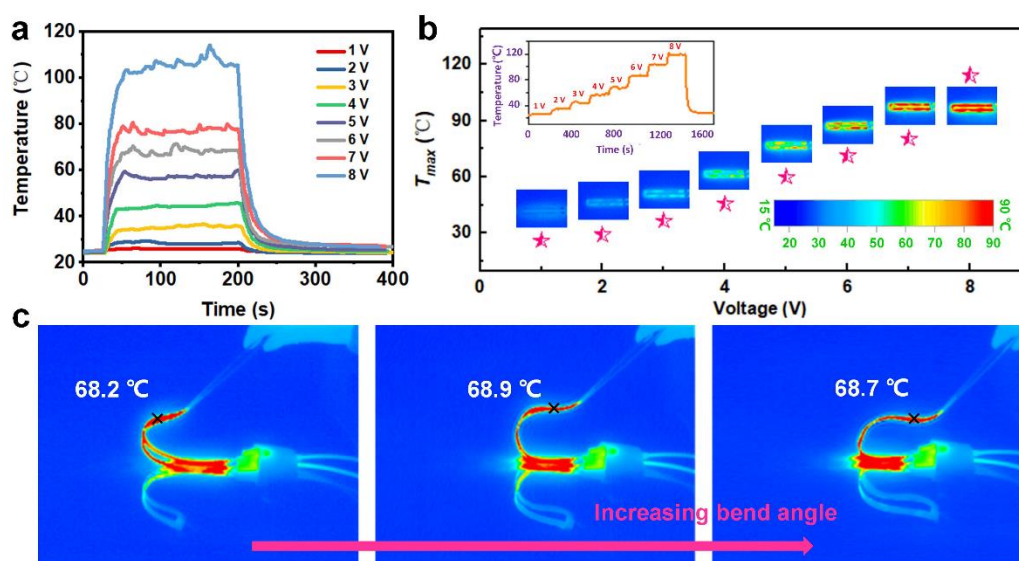 a
Temperature (℃)
120
100
80
60
40
20
0
100
200
300
400
Time (s)
1 V
2 V
3 V
4 V
5 V
6 V
7 V
8 V
b
Tmax (℃)
120
90
60
30
0
2
4
6
8
Voltage (V)
Temperature (℃)
120
80
40
0
400
800
1200
1600
Time (s)
1 V
2 V
3 V
4 V
5 V
6 V
7 V
8 V
15 ℃
90 ℃
20 30 40 50 60 70 80 90
c
68.2 ℃
68.9 ℃
68.7 ℃
Increasing bend angle